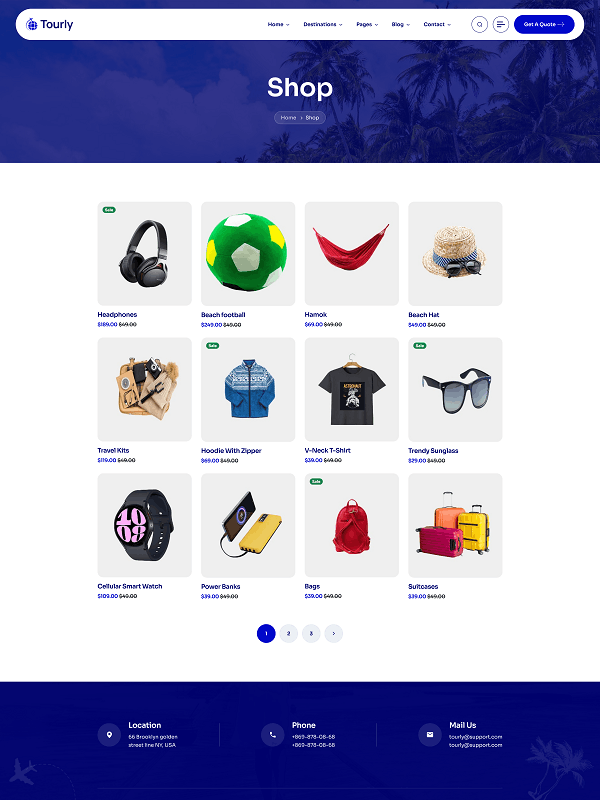 Tourly
Home Destinations Pages Blog Contact Get A Quote
Shop
Home > Shop
Sale
Headphones Beach football Hamok Beach Hat
$189.00 $49.00 $249.00 $49.00 $69.00 $49.00 $49.00 $49.00
Sale Sale
ASTRONAUT
Travel Kits Hoodie With Zipper V-Neck T-Shirt Trendy Sunglass
$119.00 $49.00 $69.00 $49.00 $39.00 $49.00 $29.00 $49.00
Sale
10
09
Cellular Smart Watch Power Banks Bags Suitcases
$109.00 $49.00 $39.00 $49.00 $39.00 $49.00 $39.00 $49.00
1 2 3 >
Location Phone Mail Us
66 Brooklyn golden +869-878-08-68 tourly@support.com
street line NY, USA +869-878-08-68 tourly@support.com